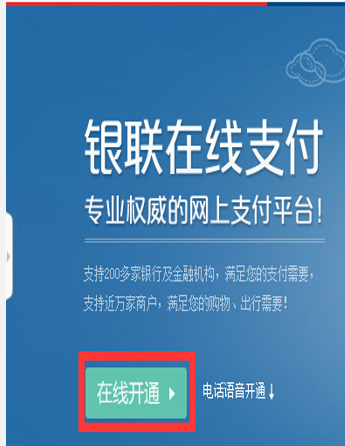 银联在线支付
专业权威的网上支付平台!
支持200多家银行及金融机构，满足您的支付需要，
支持近万家商户，满足您的购物、出行需要!
在线开通
电话语音开通↓